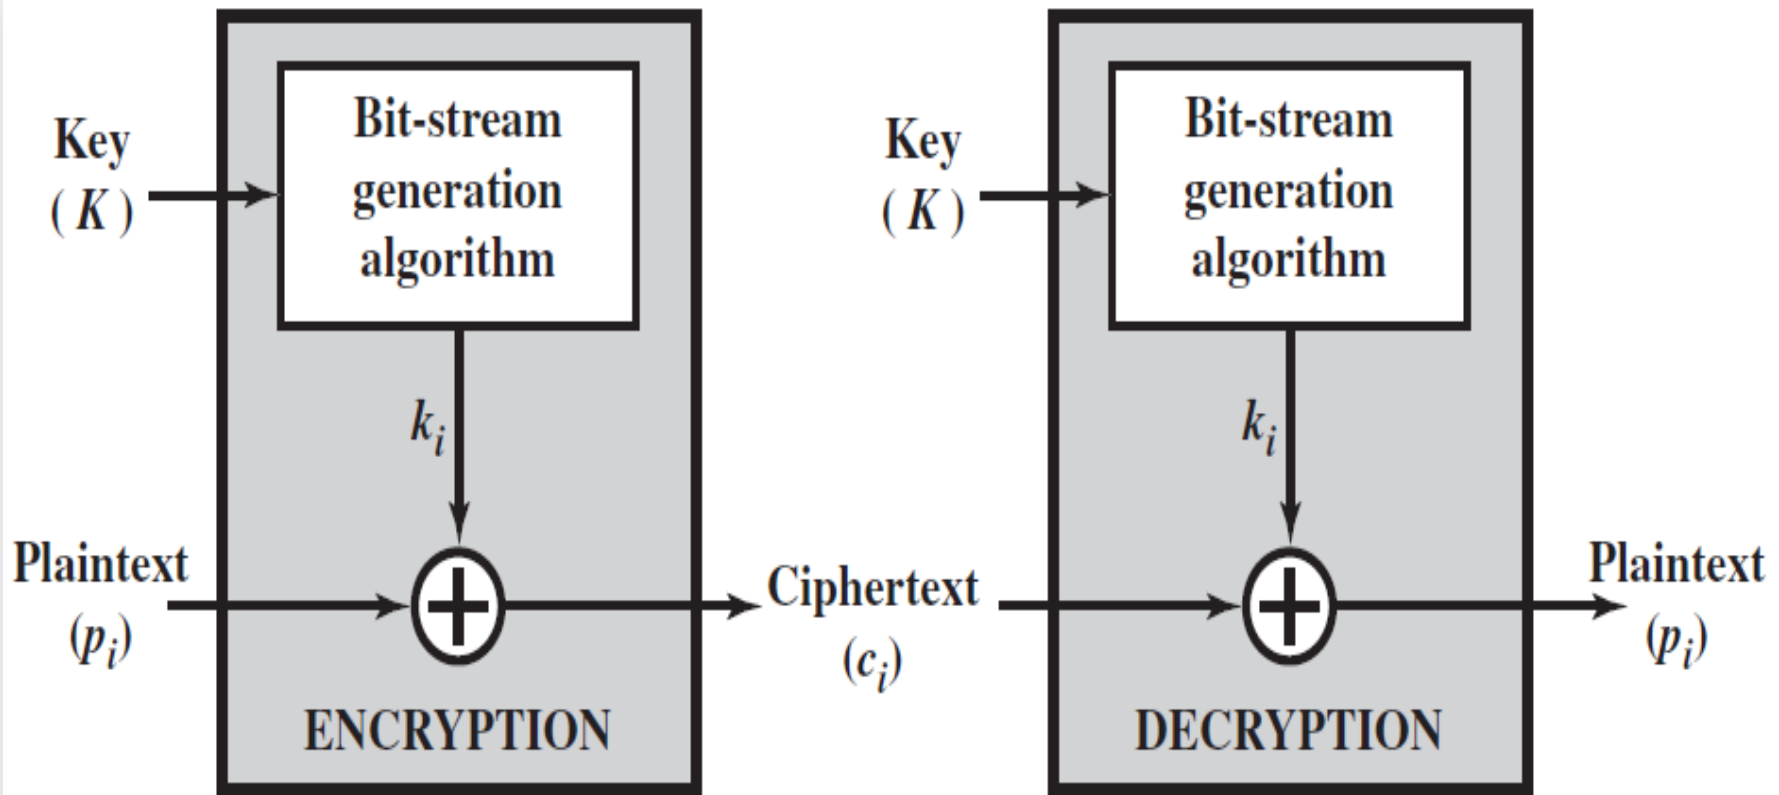 Key
( K )
Bit-stream
generation
algorithm
k_i
Plaintext
(p_i)
ENCRYPTION
Ciphertext
(c_i)
Key
( K )
Bit-stream
generation
algorithm
k_i
DECRYPTION
Plaintext
(p_i)